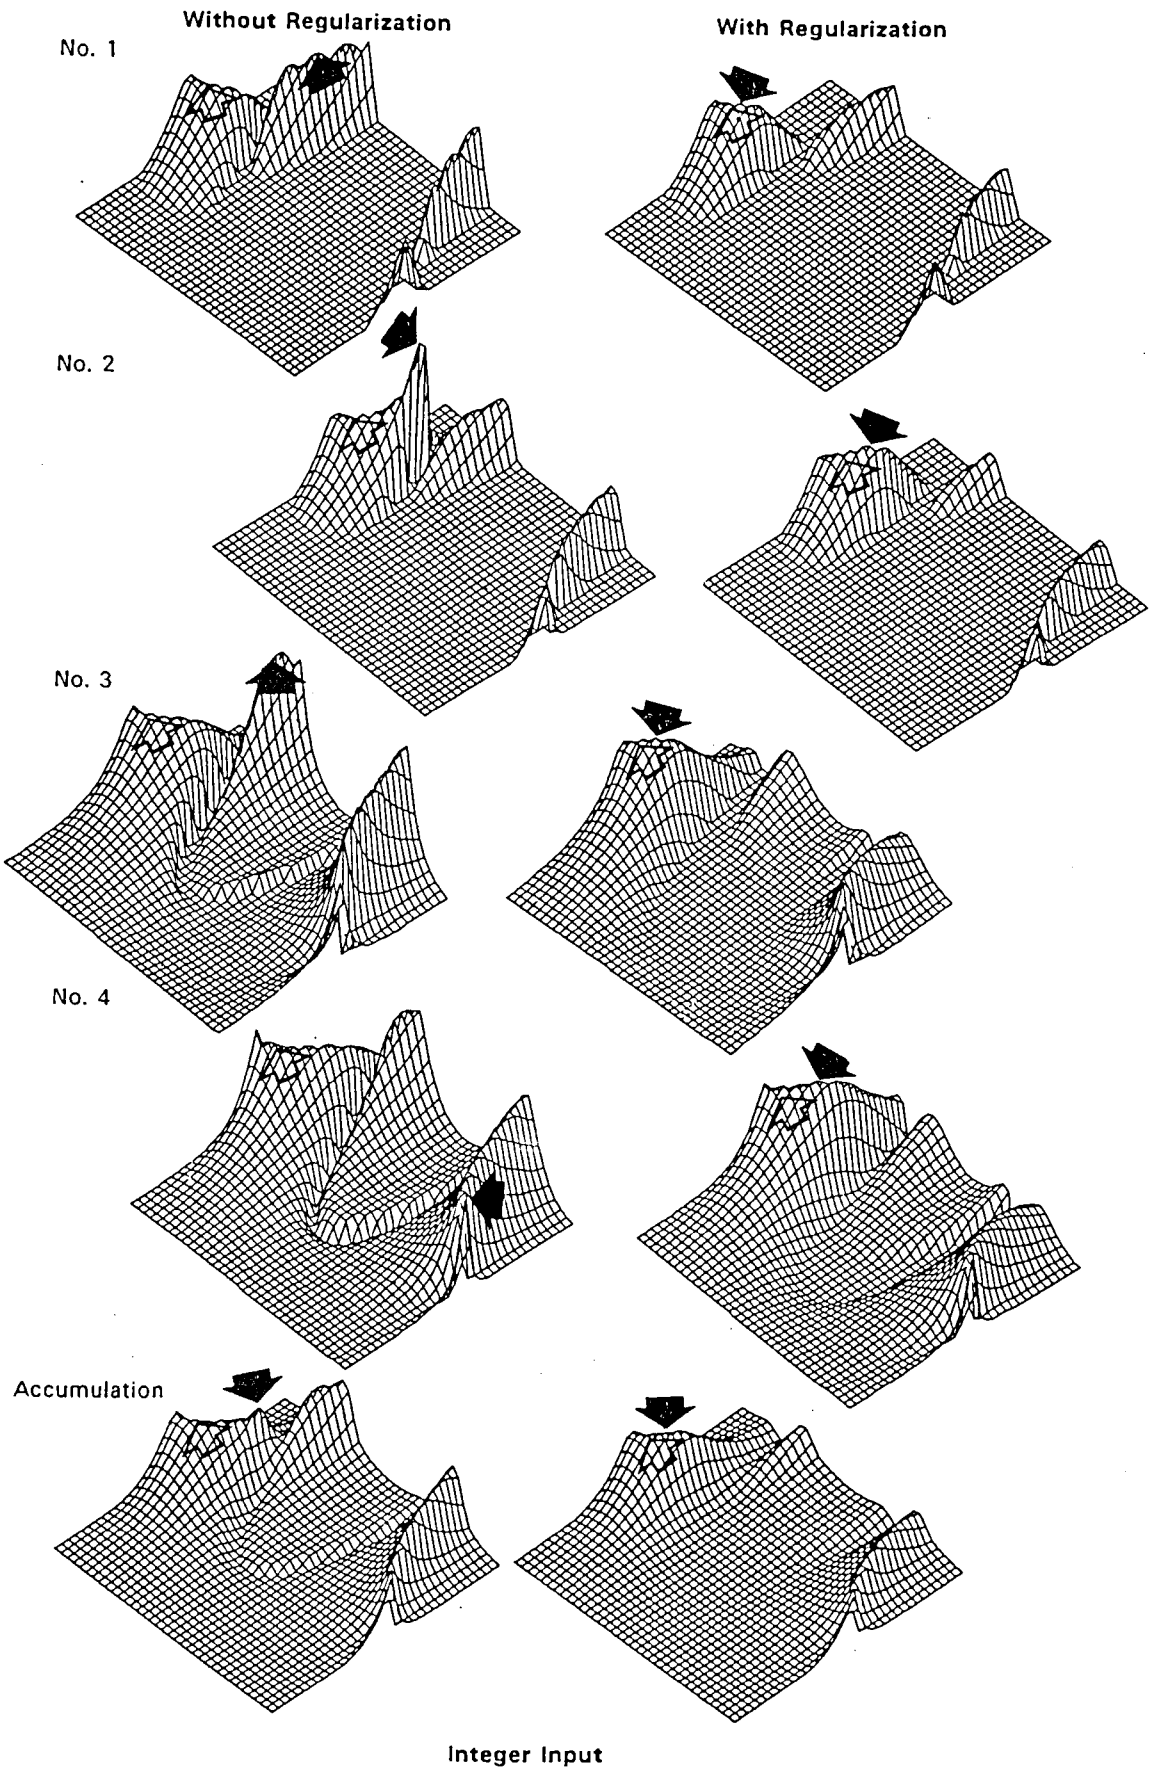 Without Regularization
With Regularization
No. 1
No. 2
No. 3
No. 4
Accumulation
Integer Input